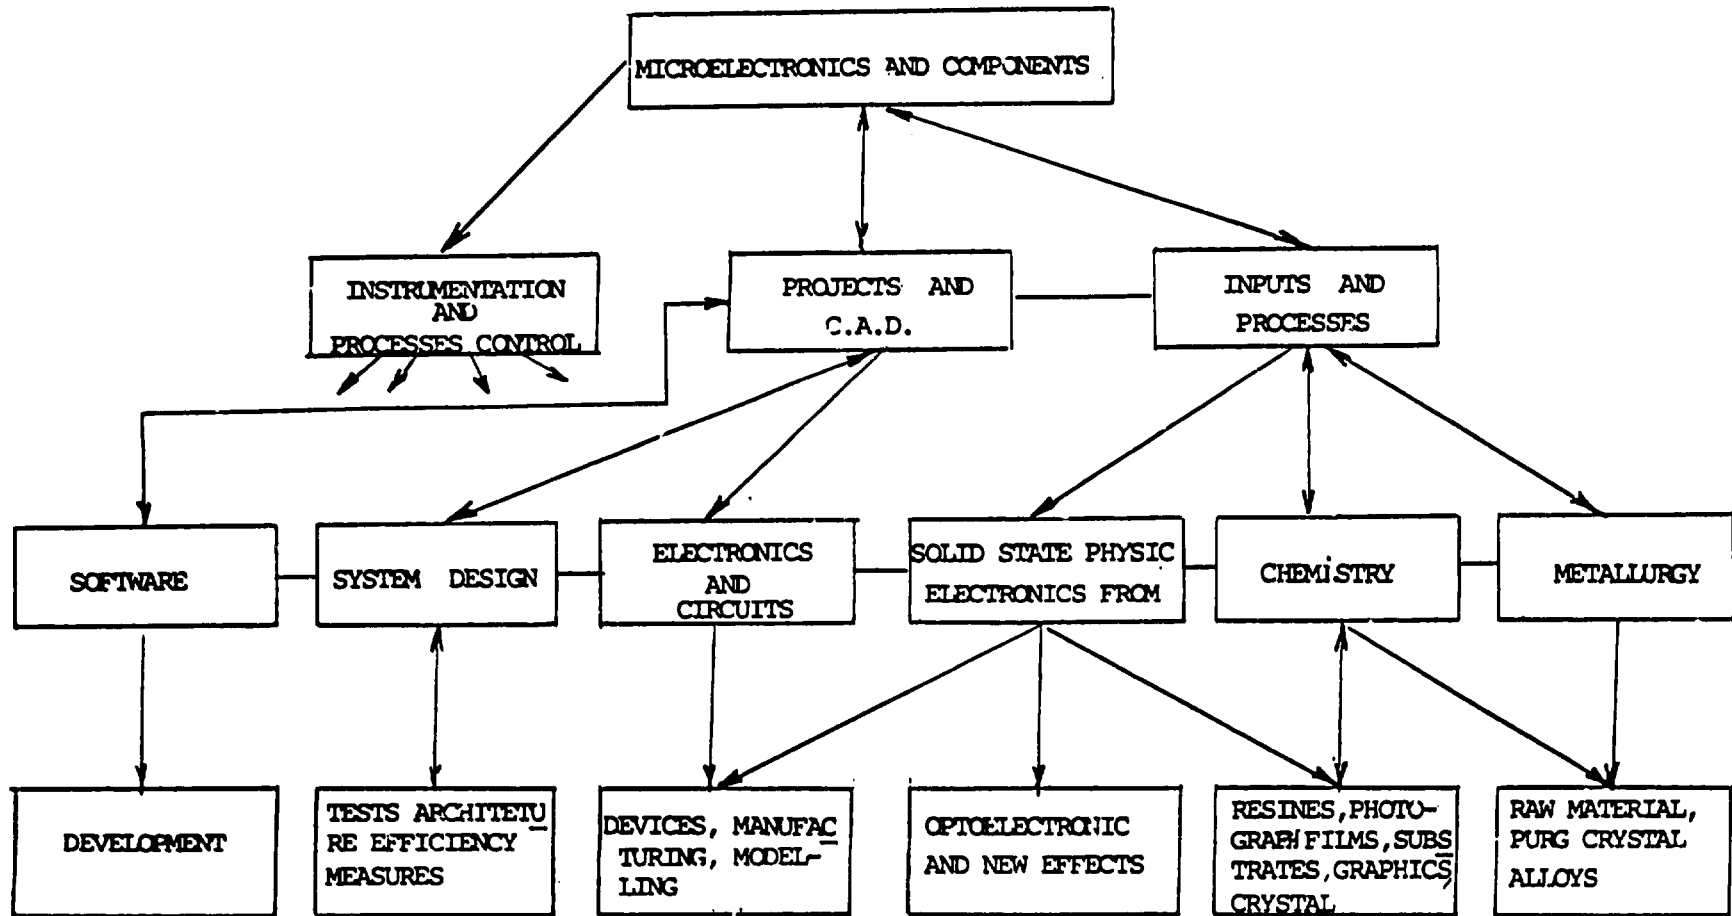 MICROELECTRONICS AND COMPONENTS
INSTRUMENTATION
AND
PROCESSES CONTROL
PROJECTS AND
C.A.D.
INPUTS AND
PROCESSES
SOFTWARE
SYSTEM DESIGN
ELECTRONICS
AND
CIRCUITS
SOLID STATE PHYSIC
ELECTRONICS FROM
CHEMiSTRY
METALLURGY
DEVELOPMENT
TESTS ARCHITETU
RE EFFICIENCY
MEASURES
DEVICES, MANUFAC
TURING, MODEL-
LING
OPTOELECTRONIC
AND NEW EFFECTS
RESINES,PHOTO-
GRAPH FILMS,SUBS
TRATES,GRAPHICS,
CRYSTAL
RAW MATERIAL,
PURG CRYSTAL
ALLOYS